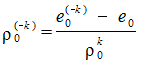 ρ₀⁽⁻ᵏ⁾ = (e₀⁽⁻ᵏ⁾ − e₀) / ρ₀ᵏ